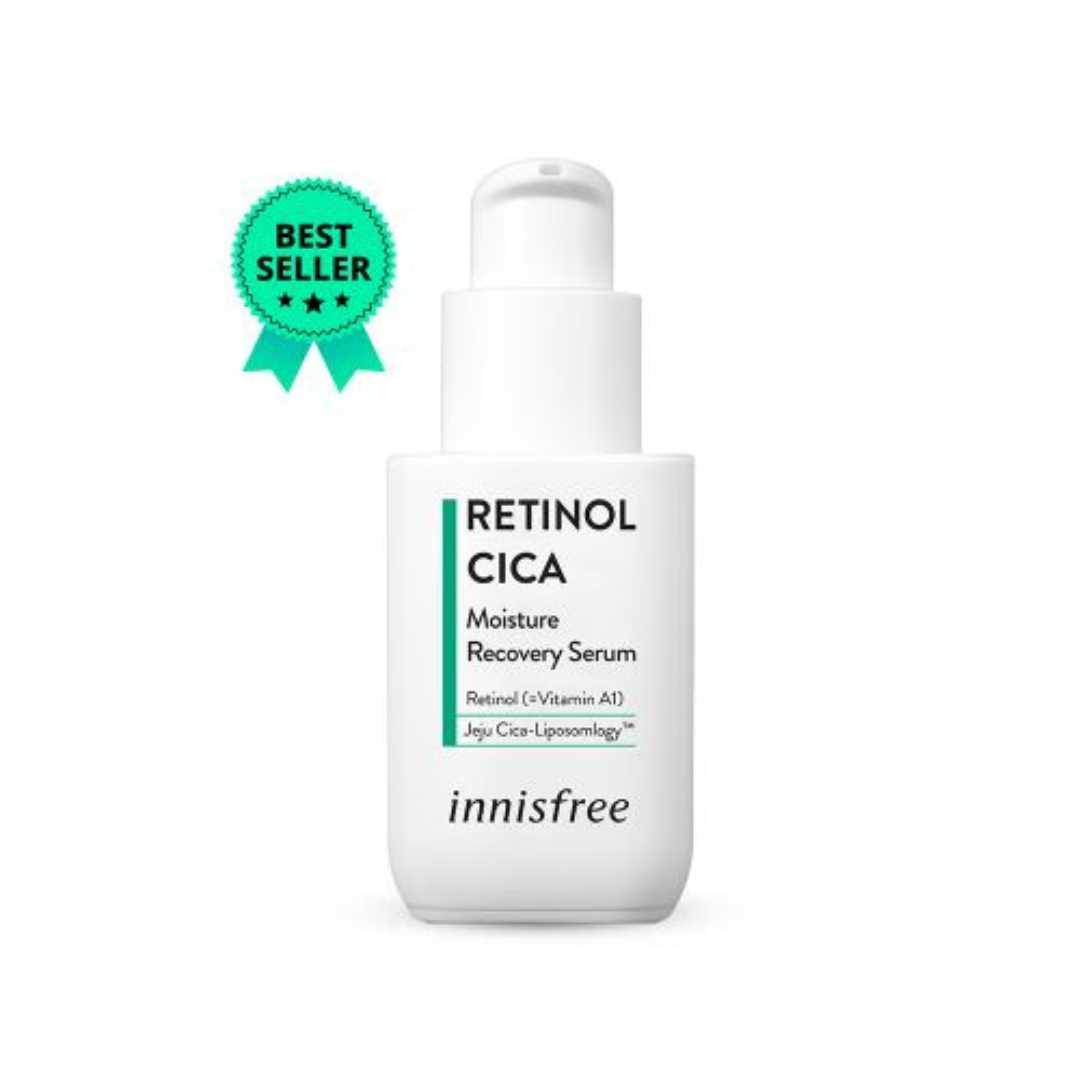 BEST
SELLER
RETINOL
CICA
Moisture
Recovery Serum
Retinol (=Vitamin A1)
Jeju Cica-Liposomlogy™
innisfree